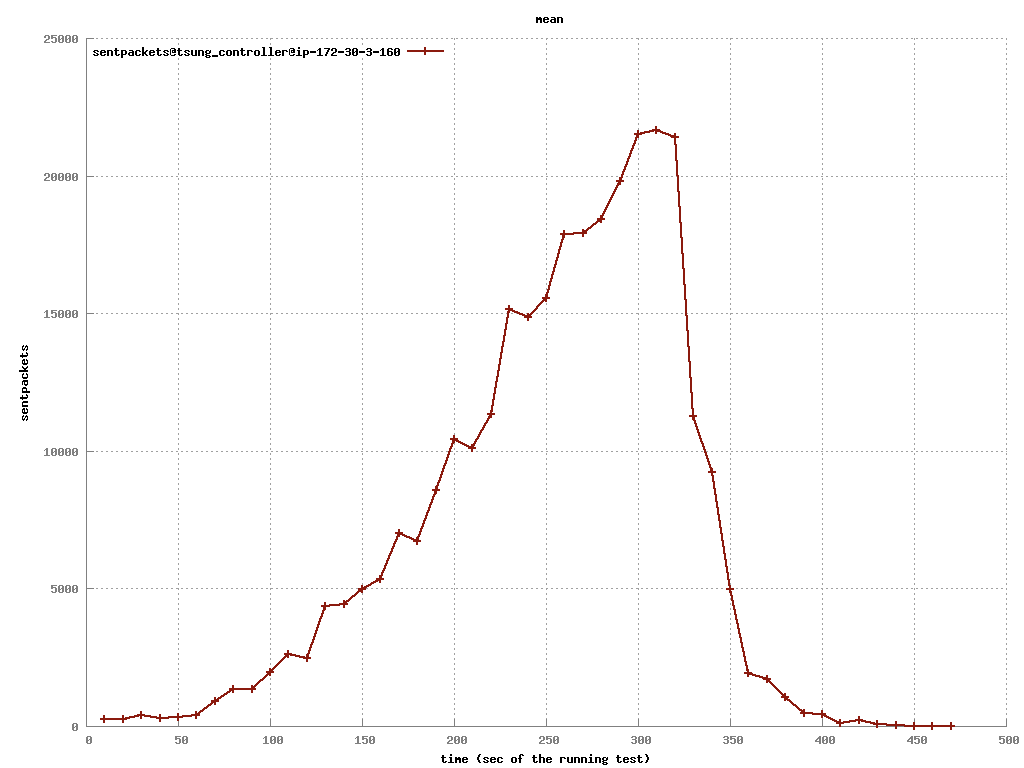 mean
sentpackets@tsung_controller@ip-172-30-3-160
25000
20000
15000
10000
5000
0
sentpackets
0 50 100 150 200 250 300 350 400 450 500
time (sec of the running test)